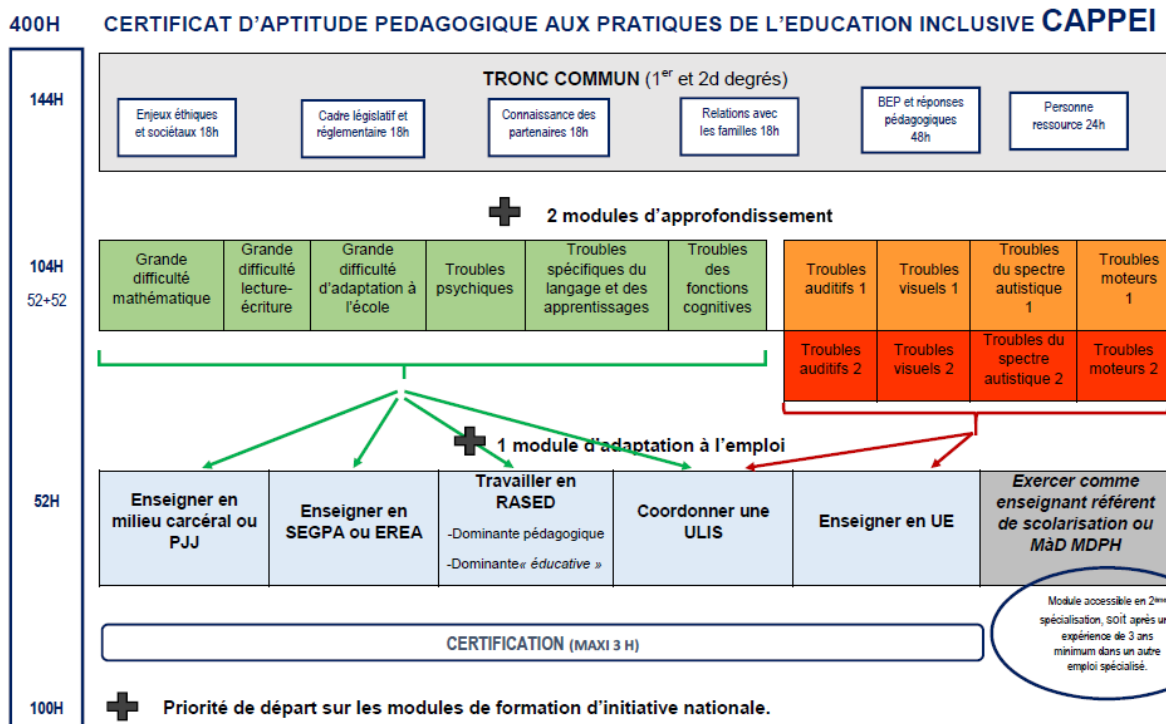 400H CERTIFICAT D'APTITUDE PEDAGOGIQUE AUX PRATIQUES DE L'EDUCATION INCLUSIVE CAPPEI
144H
TRONC COMMUN (1er et 2d degrés)
Enjeux éthiques
et sociétaux 18h
Cadre législatif et
réglementaire 18h
Connaissance des
partenaires 18h
Relations avec
les familles 18h
BEP et réponses
pédagogiques
48h
Personne
ressource 24h
2 modules d'approfondissement
104H
52+52
Grande
difficulté
mathématique
Grande
difficulté
lecture-
écriture
Grande
difficulté
d'adaptation à
l'école
Troubles
psychiques
Troubles
spécifiques du
langage et des
apprentissages
Troubles
des
fonctions
cognitives
Troubles
auditifs 1
Troubles
visuels 1
Troubles
du spectre
autistique
1
Troubles
moteurs
1
Troubles
auditifs 2
Troubles
visuels 2
Troubles du
spectre
autistique 2
Troubles
moteurs 2
1 module d'adaptation à l'emploi
52H
Enseigner en
milieu carcéral ou
PJJ
Enseigner en
SEGPA ou EREA
Travailler en
RASED
-Dominante pédagogique
-Dominante« éducative »
Coordonner une
ULIS
Enseigner en UE
Exercer comme
enseignant référent
de scolarisation ou
MàD MDPH
Module accessible en 2ème
spécialisation, soit après un
expérience de 3 ans
minimum dans un autre
emploi spécialisé.
CERTIFICATION (MAXI 3 H)
100H
Priorité de départ sur les modules de formation d'initiative nationale.